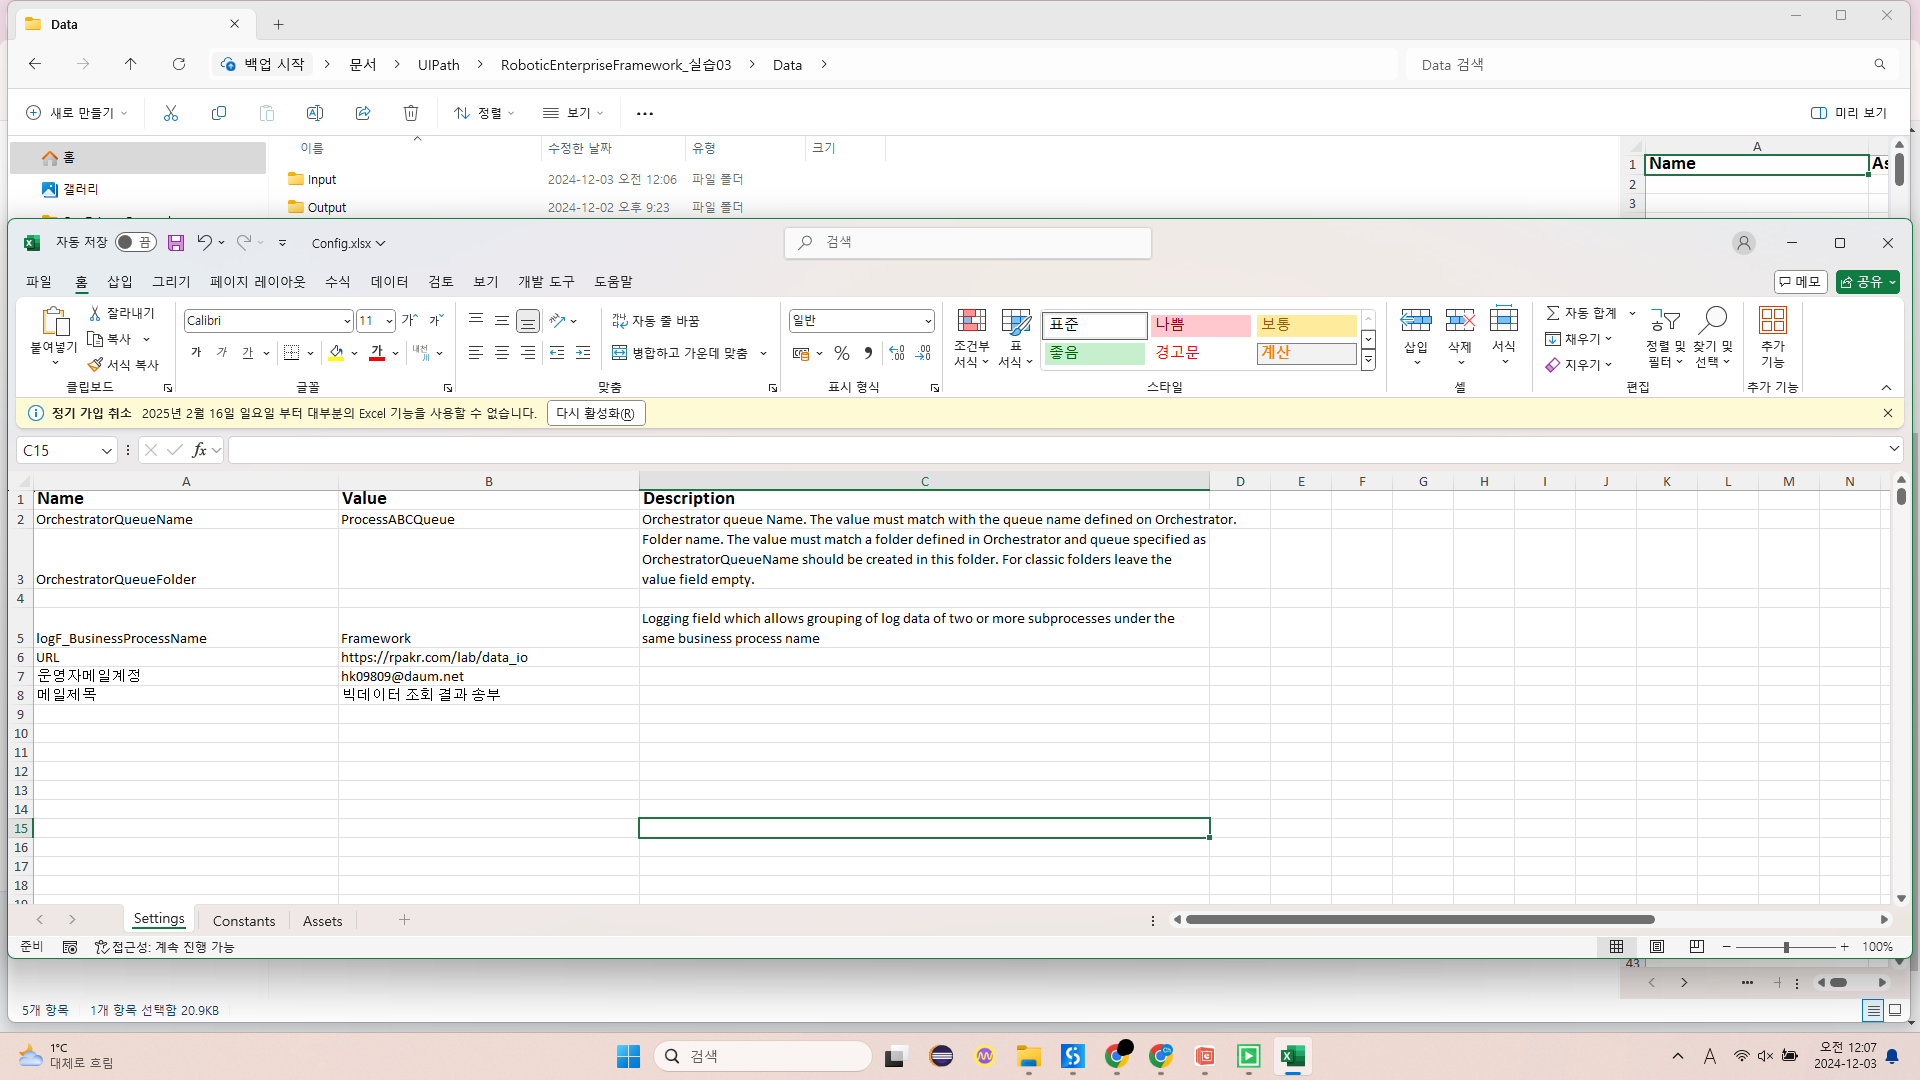 Data
백업 시작 > 문서 > UIPath > RoboticEnterpriseFramework_실습03 > Data >
Data 검색
새로 만들기
정렬
보기
미리 보기
홈
갤러리
이름 수정한 날짜 유형 크기
Input 2024-12-03 오전 12:06 파일 폴더
Output 2024-12-02 오후 9:23 파일 폴더
A
1 Name As
2
3
자동 저장 끔 Config.xlsx
검색
파일 홈 삽입 그리기 페이지 레이아웃 수식 데이터 검토 보기 개발 도구 도움말
메모 공유
붙여넣기
잘라내기
복사
서식 복사
클립보드
Calibri 11 가^ 가ˇ
가 가 가 가 내천
글꼴
자동 줄 바꿈
병합하고 가운데 맞춤
맞춤
일반
% 9
표시 형식
조건부 서식
표 서식
표준 나쁨 보통
좋음 경고문 계산
스타일
삽입 삭제 서식
셀
자동 합계
채우기
지우기
정렬 및 필터
찾기 및 선택
편집
추가 기능
추가 기능
정기 가입 취소 2025년 2월 16일 일요일 부터 대부분의 Excel 기능을 사용할 수 없습니다. 다시 활성화(R)
C15 fx
A B C D E F G H I J K L M N
1 Name Value Description
2 OrchestratorQueueName ProcessABCQueue Orchestrator queue Name. The value must match with the queue name defined on Orchestrator.
Folder name. The value must match a folder defined in Orchestrator and queue specified as
OrchestratorQueueName should be created in this folder. For classic folders leave the
3 OrchestratorQueueFolder value field empty.
4
Logging field which allows grouping of log data of two or more subprocesses under the
5 logF_BusinessProcessName Framework same business process name
6 URL https://rpakr.com/lab/data_io
7 운영자메일계정 hk09809@daum.net
8 메일제목 빅데이터 조회 결과 송부
9
10
11
12
13
14
15
16
17
18
19
Settings Constants Assets
준비 접근성: 계속 진행 가능 100%
43
5개 항목 1개 항목 선택함 20.9KB
1°C
대체로 흐림
검색
A
오전 12:07
2024-12-03